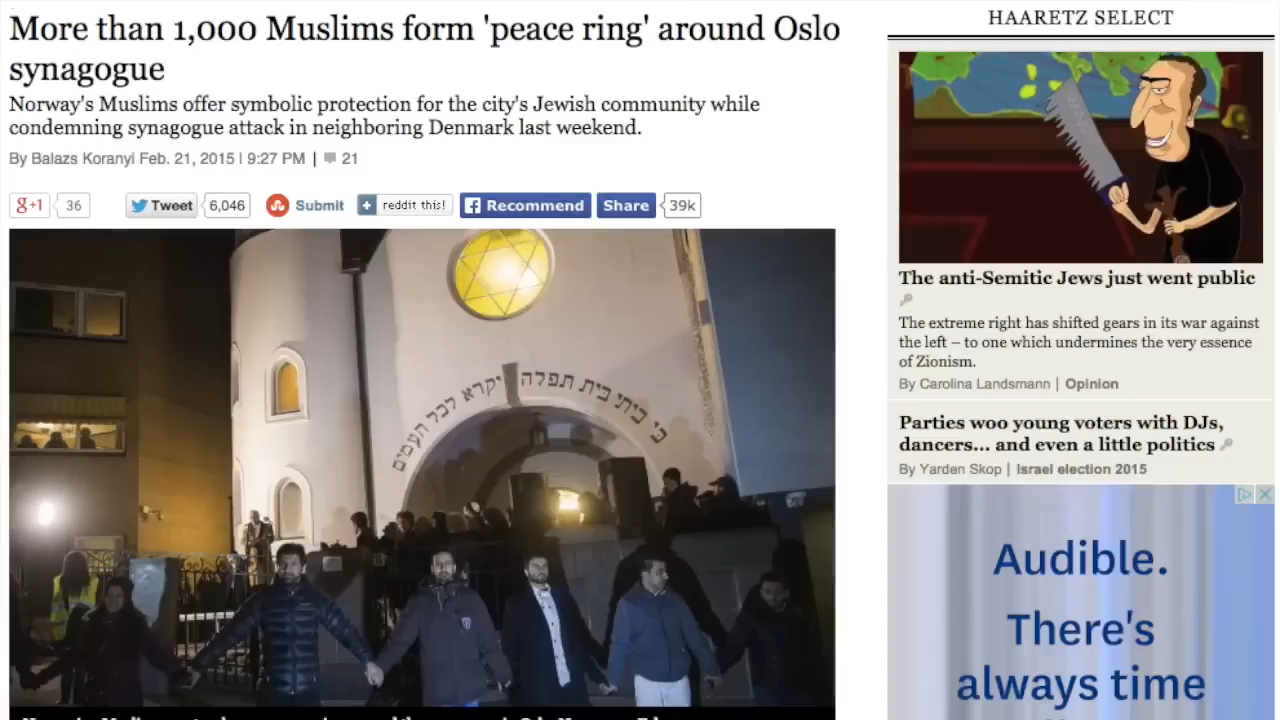 More than 1,000 Muslims form 'peace ring' around Oslo
synagogue
Norway's Muslims offer symbolic protection for the city's Jewish community while
condemning synagogue attack in neighboring Denmark last weekend.
By Balazs Koranyi Feb. 21, 2015 | 9:27 PM | 21
g+1 36 Tweet 6,046 Submit reddit this! Recommend Share 39k
כי ביתי בית תפלה יקרא לכל העמים
HAARETZ SELECT
The anti-Semitic Jews just went public
The extreme right has shifted gears in its war against
the left – to one which undermines the very essence
of Zionism.
By Carolina Landsmann | Opinion
Parties woo young voters with DJs,
dancers... and even a little politics
By Yarden Skop | Israel election 2015
Audible.
There's
always time